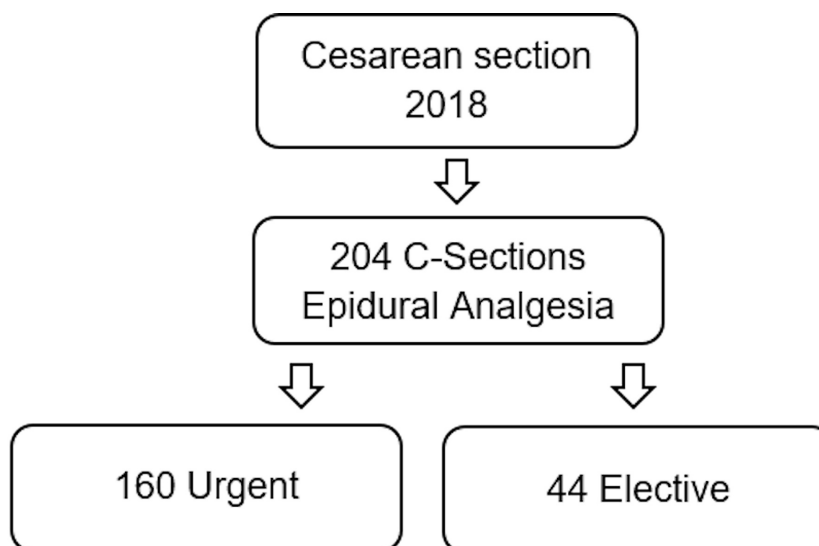 Cesarean section
2018
204 C-Sections
Epidural Analgesia
160 Urgent
44 Elective